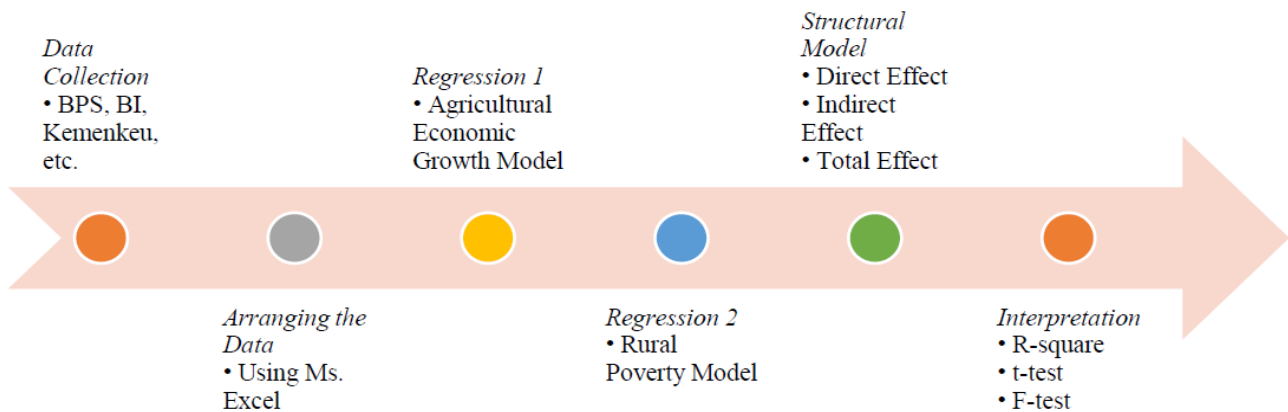 Data
Collection
• BPS, BI,
Kemenkeu,
etc.
Arranging the
Data
• Using Ms.
Excel
Regression 1
• Agricultural
Economic
Growth Model
Regression 2
• Rural
Poverty Model
Structural
Model
• Direct Effect
• Indirect
Effect
• Total Effect
Interpretation
• R-square
• t-test
• F-test